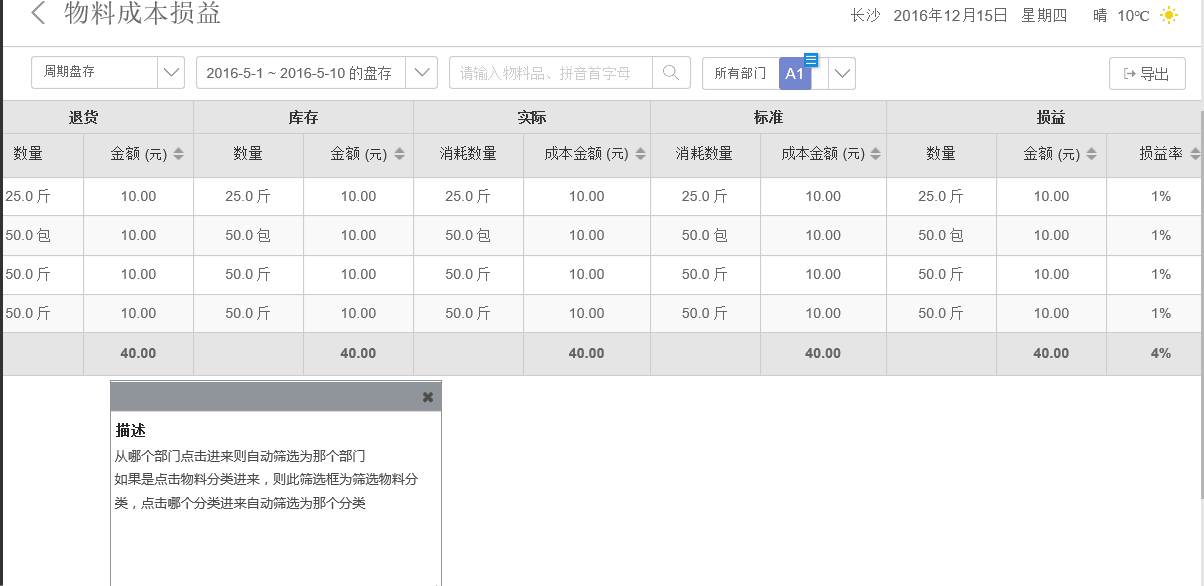 物料成本损益 长沙 2016年12月15日 星期四 晴 10℃
周期盘存 2016-5-1 ~ 2016-5-10 的盘存 请输入物料品、拼音首字母 所有部门 A1 导出
退货 库存 实际 标准 损益
数量 金额 (元) 数量 金额 (元) 消耗数量 成本金额 (元) 消耗数量 成本金额 (元) 数量 金额 (元) 损益率
25.0 斤 10.00 25.0 斤 10.00 25.0 斤 10.00 25.0 斤 10.00 25.0 斤 10.00 1%
50.0 包 10.00 50.0 包 10.00 50.0 包 10.00 50.0 包 10.00 50.0 包 10.00 1%
50.0 斤 10.00 50.0 斤 10.00 50.0 斤 10.00 50.0 斤 10.00 50.0 斤 10.00 1%
50.0 斤 10.00 50.0 斤 10.00 50.0 斤 10.00 50.0 斤 10.00 50.0 斤 10.00 1%
40.00 40.00 40.00 40.00 40.00 4%
描述
从哪个部门点击进来则自动筛选为那个部门
如果是点击物料分类进来，则此筛选框为筛选物料分
类，点击哪个分类进来自动筛选为那个分类